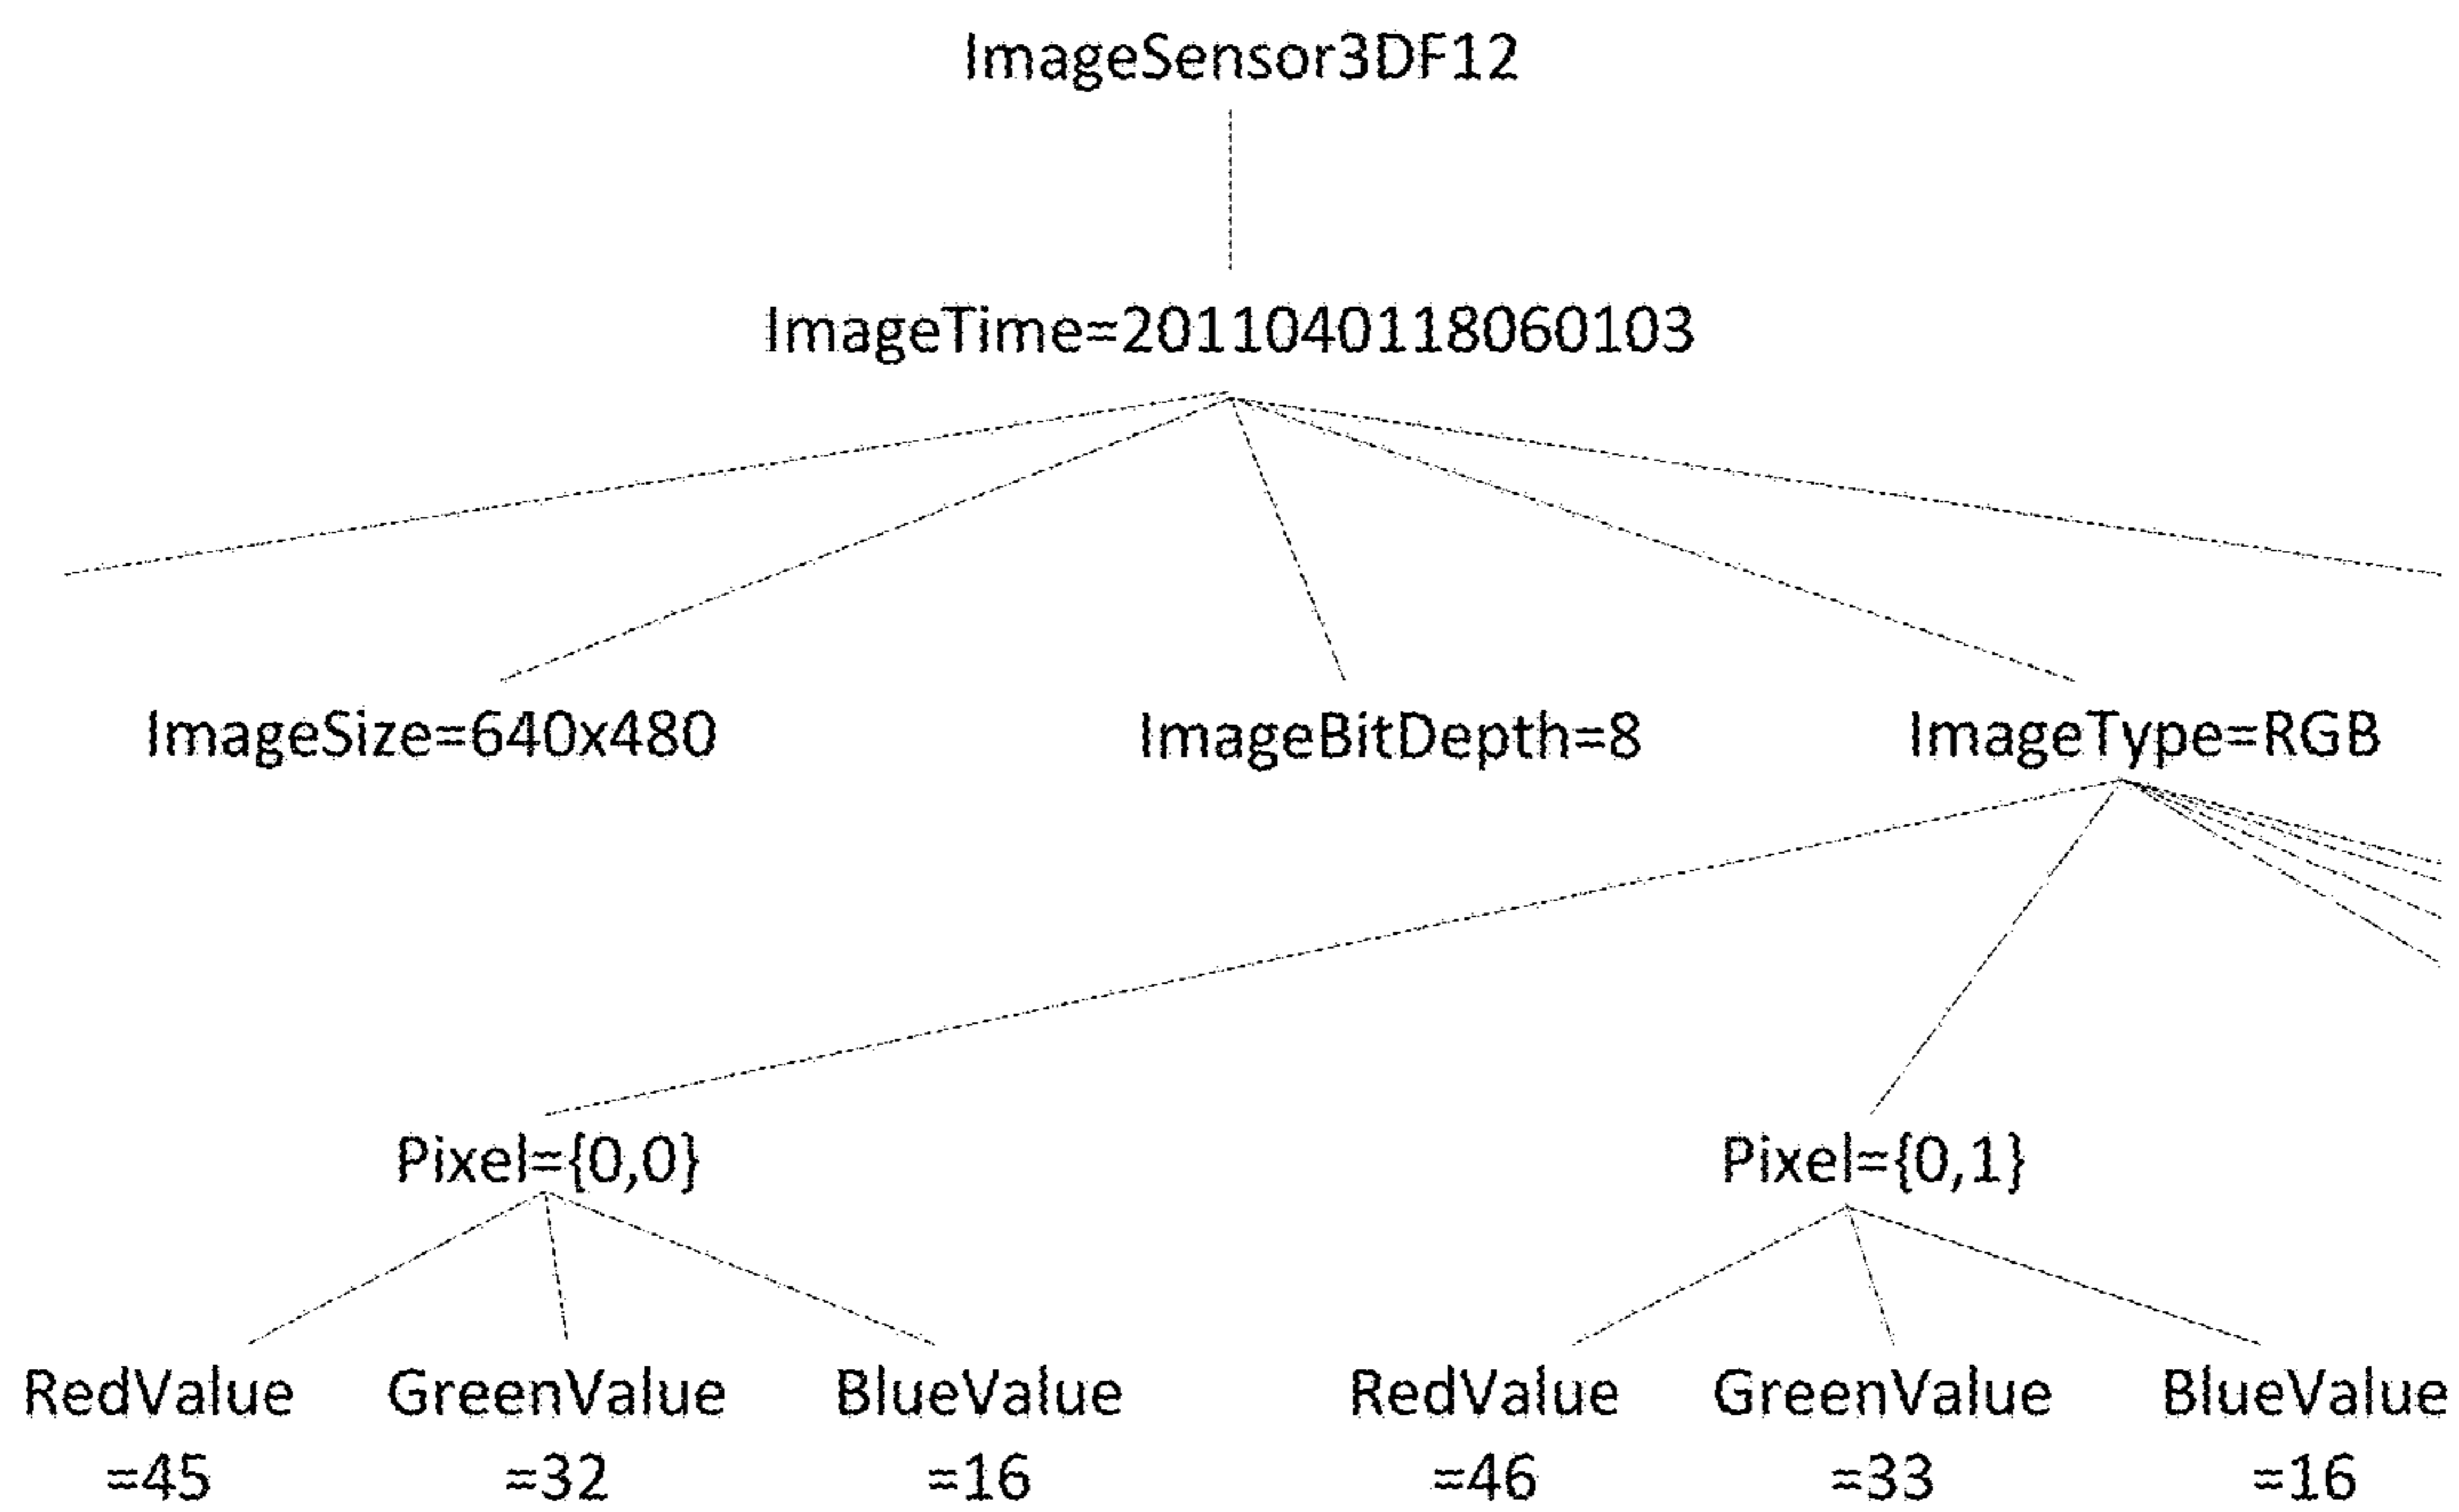 ImageSensor3DF12
ImageTime=2011040118060103
ImageSize=640x480
ImageBitDepth=8
ImageType=RGB
Pixel={0,0}
Pixel={0,1}
RedValue
=45
GreenValue
=32
BlueValue
=16
RedValue
=46
GreenValue
=33
BlueValue
=16